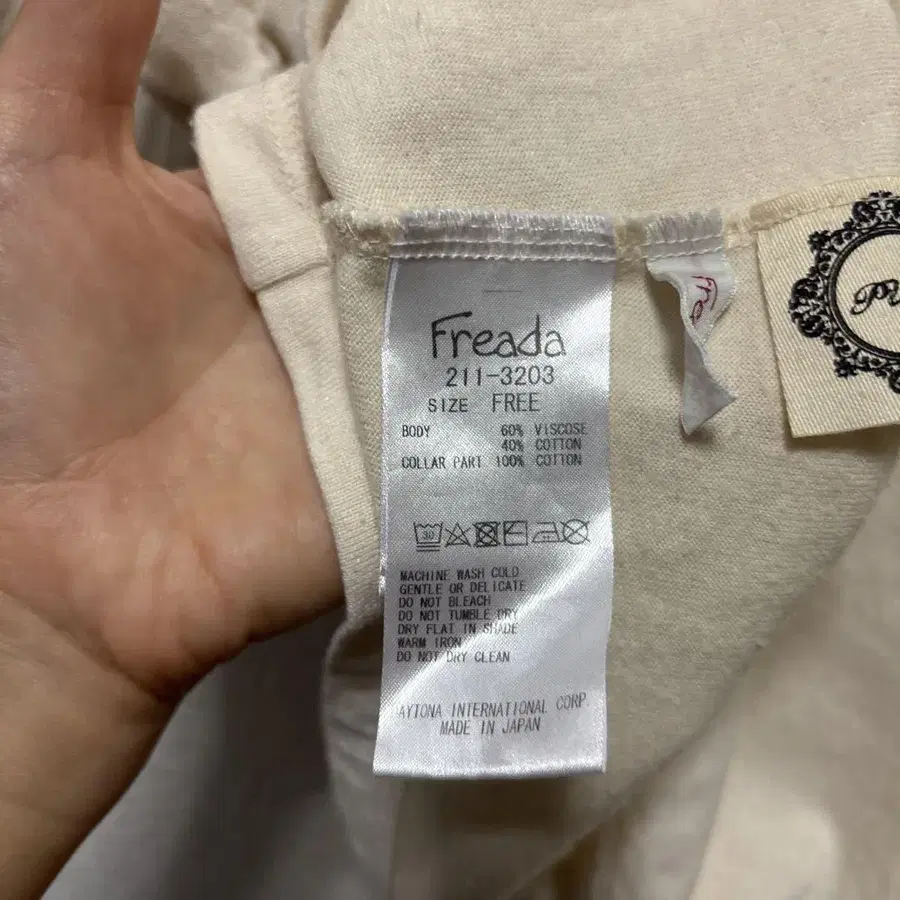 Freada
211-3203
SIZE FREE
BODY 60% VISCOSE
40% COTTON
COLLAR PART 100% COTTON
30
MACHINE WASH COLD
GENTLE OR DELICATE
DO NOT BLEACH
DO NOT TUMBLE DRY
DRY FLAT IN SHADE
WARM IRON
DO NOT DRY CLEAN
AYTONA INTERNATIONAL CORP.
MADE IN JAPAN